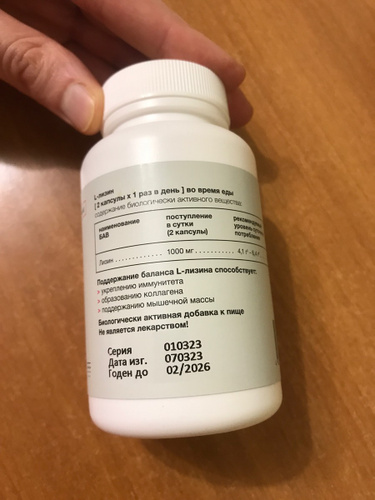 L-лизин
[ 2 капсулы x 1 раз в день ] во время еды
содержание биологически активного вещества:
наименование БАВ
поступление в сутки (2 капсулы)
Лизин 1000 мг 4,1 г
Поддержание баланса L-лизина способствует:
укреплению иммунитета
образованию коллагена
поддержанию мышечной массы
Биологически активная добавка к пище
Не является лекарством!
Серия 010323
Дата изг. 070323
Годен до 02/2026